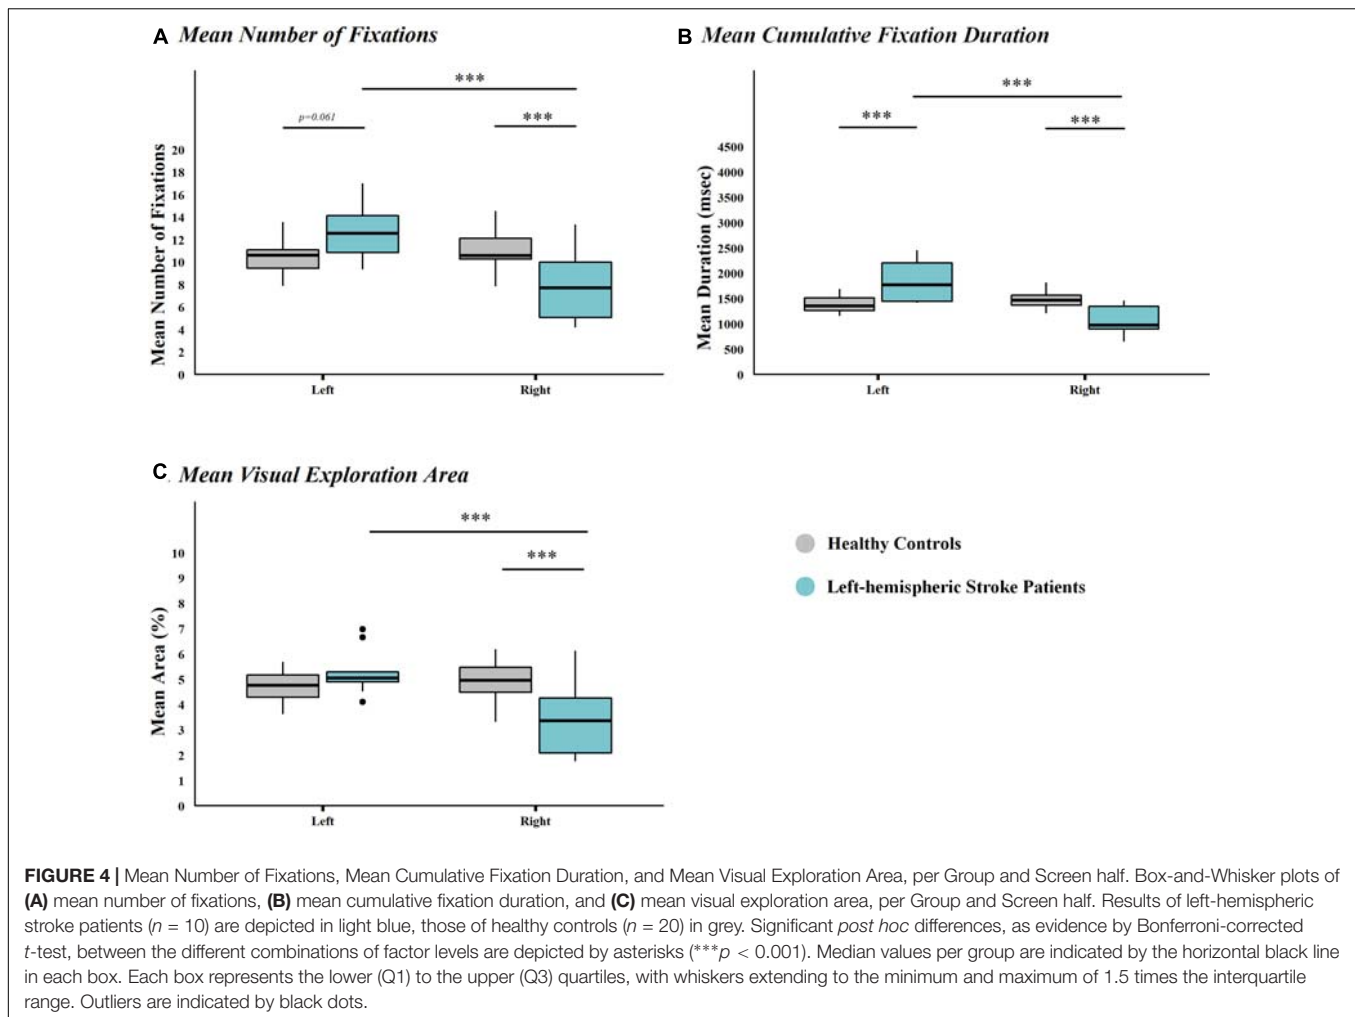 A Mean Number of Fixations
***
p=0.061
***
Mean Number of Fixations
20
18
16
14
12
10
8
6
4
2
0
Left
Right
B Mean Cumulative Fixation Duration
***
***
***
Mean Duration (msec)
4500
4000
3500
3000
2500
2000
1500
1000
500
0
Left
Right
C. Mean Visual Exploration Area
***
***
Mean Area (%)
10
9
8
7
6
5
4
3
2
1
0
Left
Right
Healthy Controls
Left-hemispheric Stroke Patients
FIGURE 4 | Mean Number of Fixations, Mean Cumulative Fixation Duration, and Mean Visual Exploration Area, per Group and Screen half. Box-and-Whisker plots of
(A) mean number of fixations, (B) mean cumulative fixation duration, and (C) mean visual exploration area, per Group and Screen half. Results of left-hemispheric
stroke patients (n = 10) are depicted in light blue, those of healthy controls (n = 20) in grey. Significant post hoc differences, as evidence by Bonferroni-corrected
t-test, between the different combinations of factor levels are depicted by asterisks (***p < 0.001). Median values per group are indicated by the horizontal black line
in each box. Each box represents the lower (Q1) to the upper (Q3) quartiles, with whiskers extending to the minimum and maximum of 1.5 times the interquartile
range. Outliers are indicated by black dots.